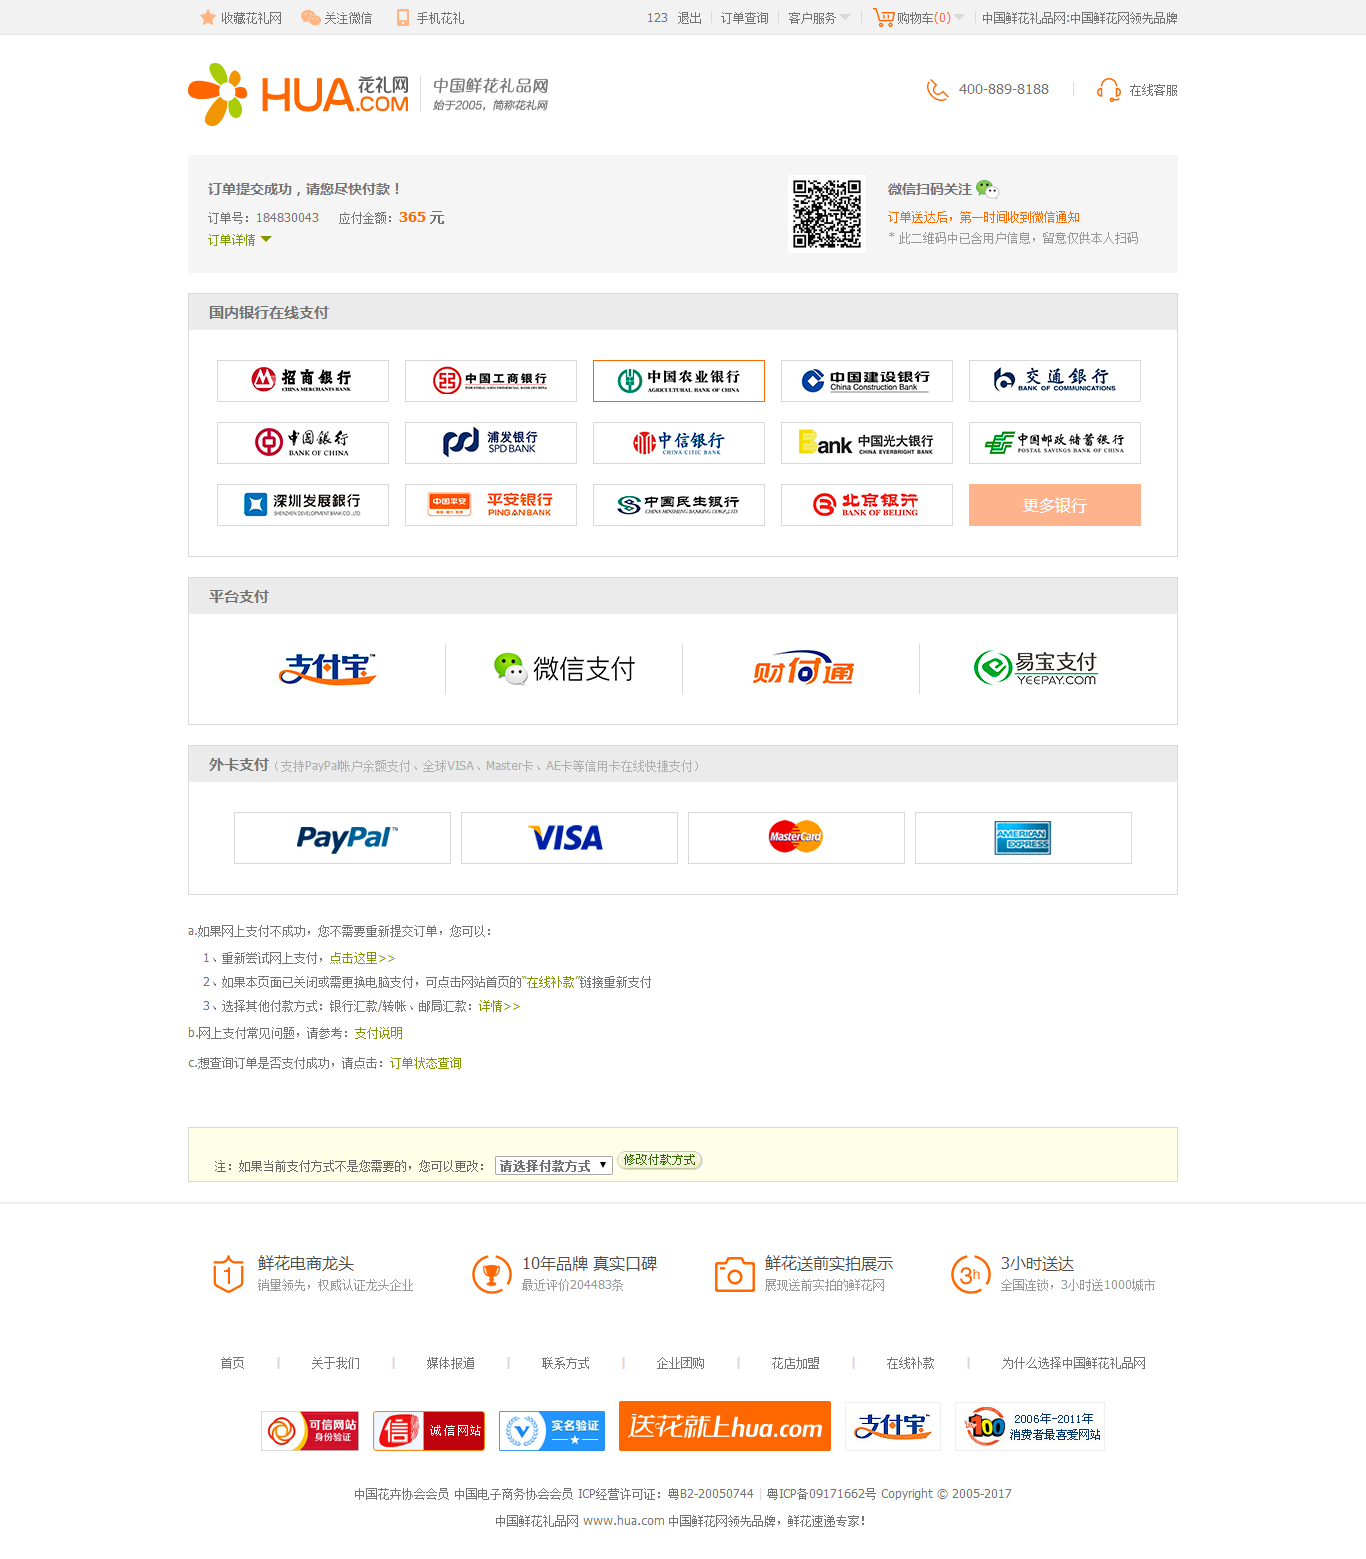 收藏花礼网 关注微信 手机花礼 123 退出 订单查询 客户服务 购物车(0) 中国鲜花礼品网:中国鲜花网领先品牌
HUA.COM 花礼网 中国鲜花礼品网
始于2005，简称花礼网
400-889-8188 在线客服
订单提交成功，请您尽快付款！
订单号：184830043 应付金额：365 元
订单详情
微信扫码关注
订单送达后，第一时间收到微信通知
* 此二维码中已含用户信息，留意仅供本人扫码
国内银行在线支付
招商银行 CHINA MERCHANTS BANK
中国工商银行 INDUSTRIAL AND COMMERCIAL BANK OF CHINA
中国农业银行 AGRICULTURAL BANK OF CHINA
中国建设银行 China Construction Bank
交通銀行 BANK OF COMMUNICATIONS
中国银行 BANK OF CHINA
浦发银行 SPD BANK
中信银行 CHINA CITIC BANK
Bank 中国光大银行 CHINA EVERBRIGHT BANK
中国邮政储蓄银行 POSTAL SAVINGS BANK OF CHINA
深圳发展銀行 SHENZHEN DEVELOPMENT BANK CO.,LTD.
中国平安 平安银行 PING AN BANK
中国民生银行 CHINA MINSHENG BANKING CORP.,LTD.
北京银行 BANK OF BEIJING
更多银行
平台支付
支付宝™ 微信支付 财付通 易宝支付 YEEPAY.COM
外卡支付（支持PayPal帐户余额支付、全球VISA、Master卡、AE卡等信用卡在线快捷支付）
PayPal™ VISA MasterCard AMERICAN EXPRESS
a.如果网上支付不成功，您不需要重新提交订单，您可以：
1、重新尝试网上支付，点击这里>>
2、如果本页面已关闭或需更换电脑支付，可点击网站首页的“在线补款”链接重新支付
3、选择其他付款方式：银行汇款/转帐、邮局汇款：详情>>
b.网上支付常见问题，请参考：支付说明
c.想查询订单是否支付成功，请点击：订单状态查询
注：如果当前支付方式不是您需要的，您可以更改： 请选择付款方式 修改付款方式
1 鲜花电商龙头
销量领先，权威认证龙头企业
10年品牌 真实口碑
最近评价204483条
鲜花送前实拍展示
展现送前实拍的鲜花网
3h 3小时送达
全国连锁，3小时送1000城市
首页 | 关于我们 | 媒体报道 | 联系方式 | 企业团购 | 花店加盟 | 在线补款 | 为什么选择中国鲜花礼品网
可信网站 身份验证
信 诚信网站
实名验证
送花就上hua.com
支付宝
100 2006年-2011年 消费者最喜爱网站
中国花卉协会会员 中国电子商务协会会员 ICP经营许可证：粤B2-20050744 | 粤ICP备09171662号 Copyright © 2005-2017
中国鲜花礼品网 www.hua.com 中国鲜花网领先品牌，鲜花速递专家！